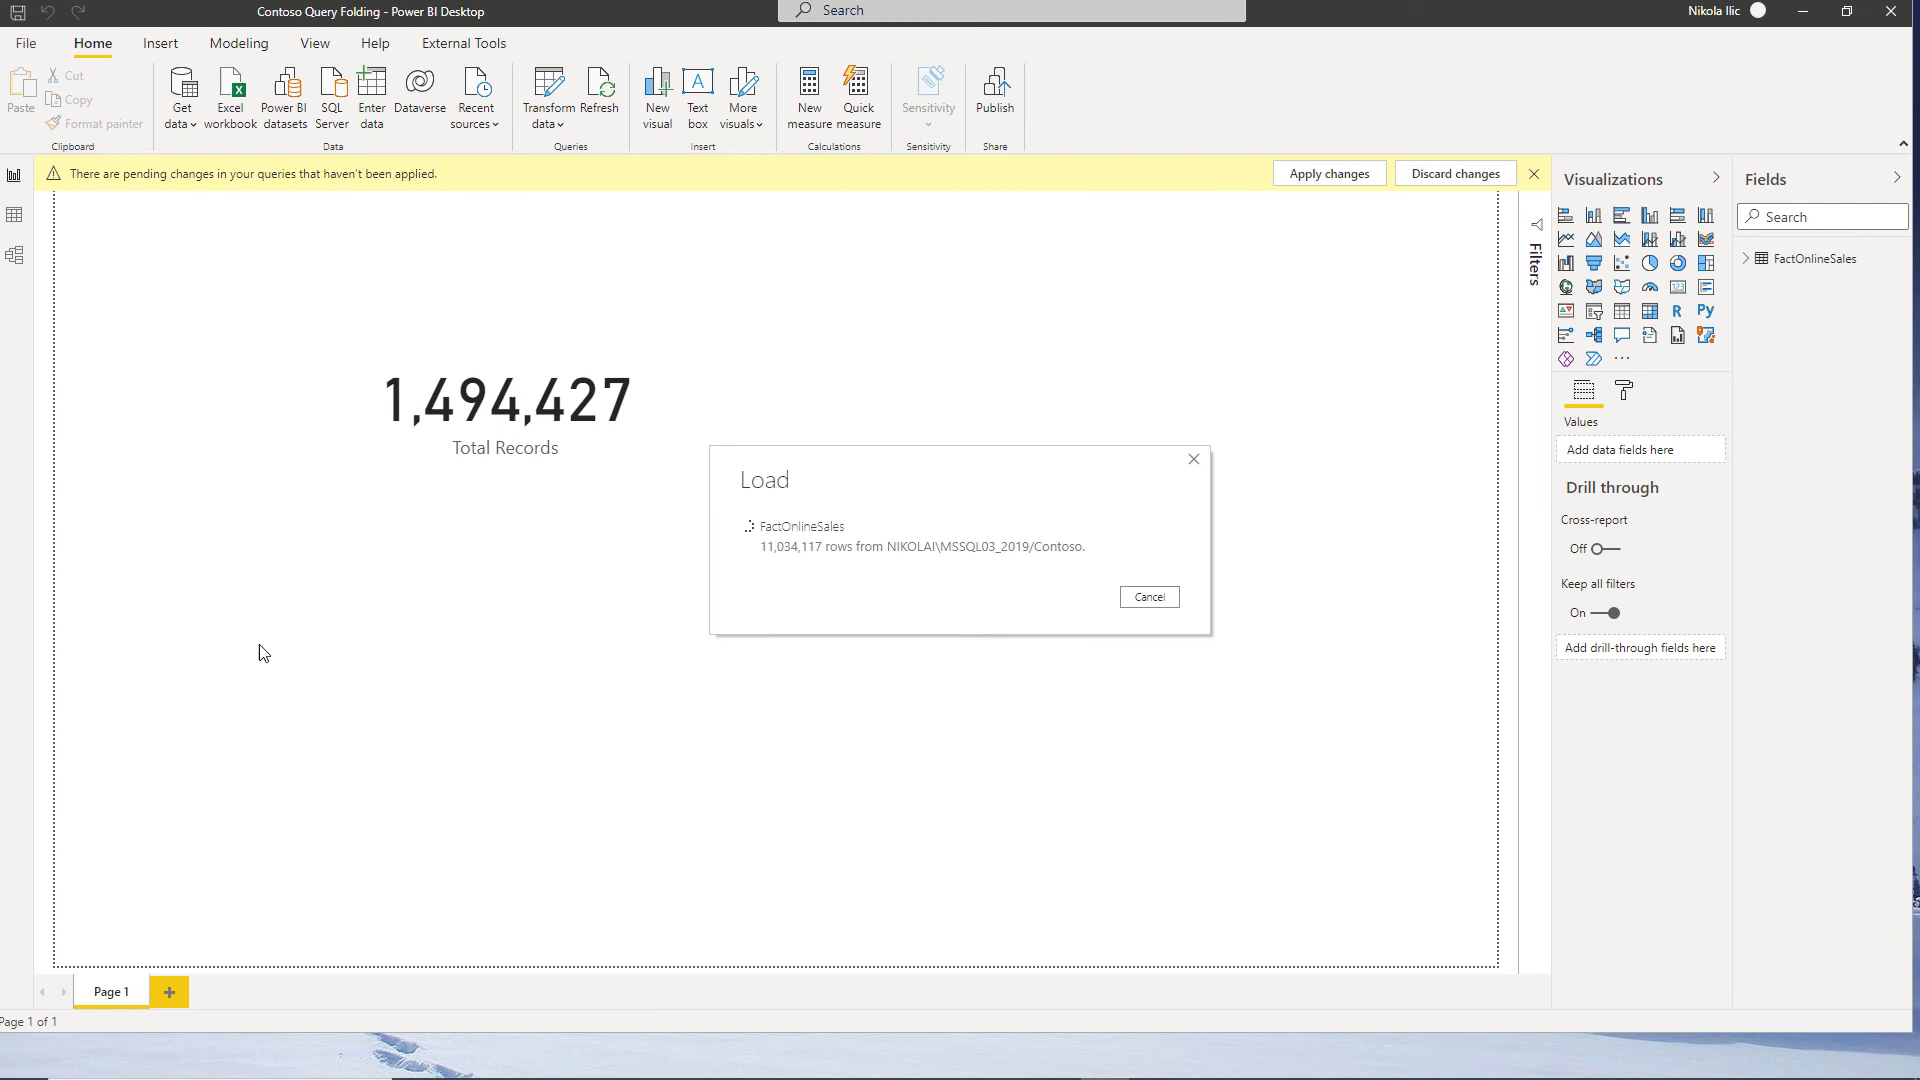 Contoso Query Folding - Power BI Desktop
Search
Nikola Ilic
File
Home
Insert
Modeling
View
Help
External Tools
Paste
Cut
Copy
Format painter
Clipboard
Get data
Excel workbook
Power BI datasets
SQL Server
Enter data
Dataverse
Recent sources
Data
Transform data
Refresh
Queries
New visual
A
Text box
More visuals
Insert
New measure
Quick measure
Calculations
Sensitivity
Sensitivity
Publish
Share
There are pending changes in your queries that haven't been applied.
Apply changes
Discard changes
1,494,427
Total Records
Load
FactOnlineSales
11,034,117 rows from NIKOLAI\MSSQL03_2019/Contoso.
Cancel
Filters
Visualizations
123
R
Py
Values
Add data fields here
Drill through
Cross-report
Off
Keep all filters
On
Add drill-through fields here
Fields
Search
FactOnlineSales
Page 1
Page 1 of 1